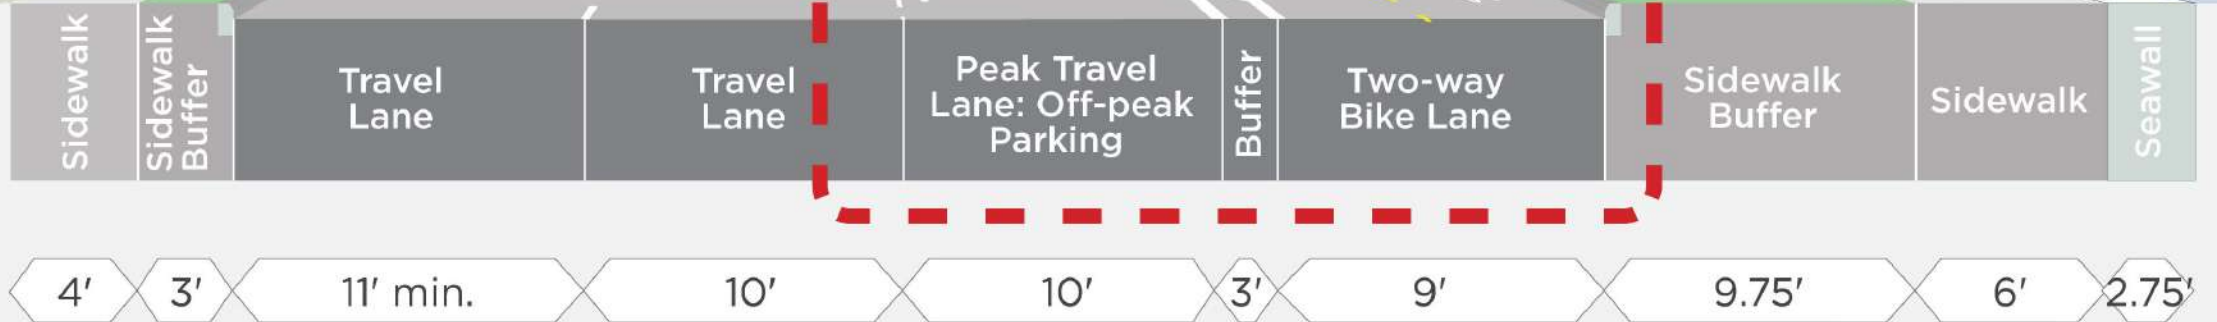 Sidewalk
Sidewalk
Buffer
Travel
Lane
Travel
Lane
Peak Travel
Lane: Off-peak
Parking
Buffer
Two-way
Bike Lane
Sidewalk
Buffer
Sidewalk
Seawall
4'
3'
11' min.
10'
10'
3'
9'
9.75'
6'
2.75'